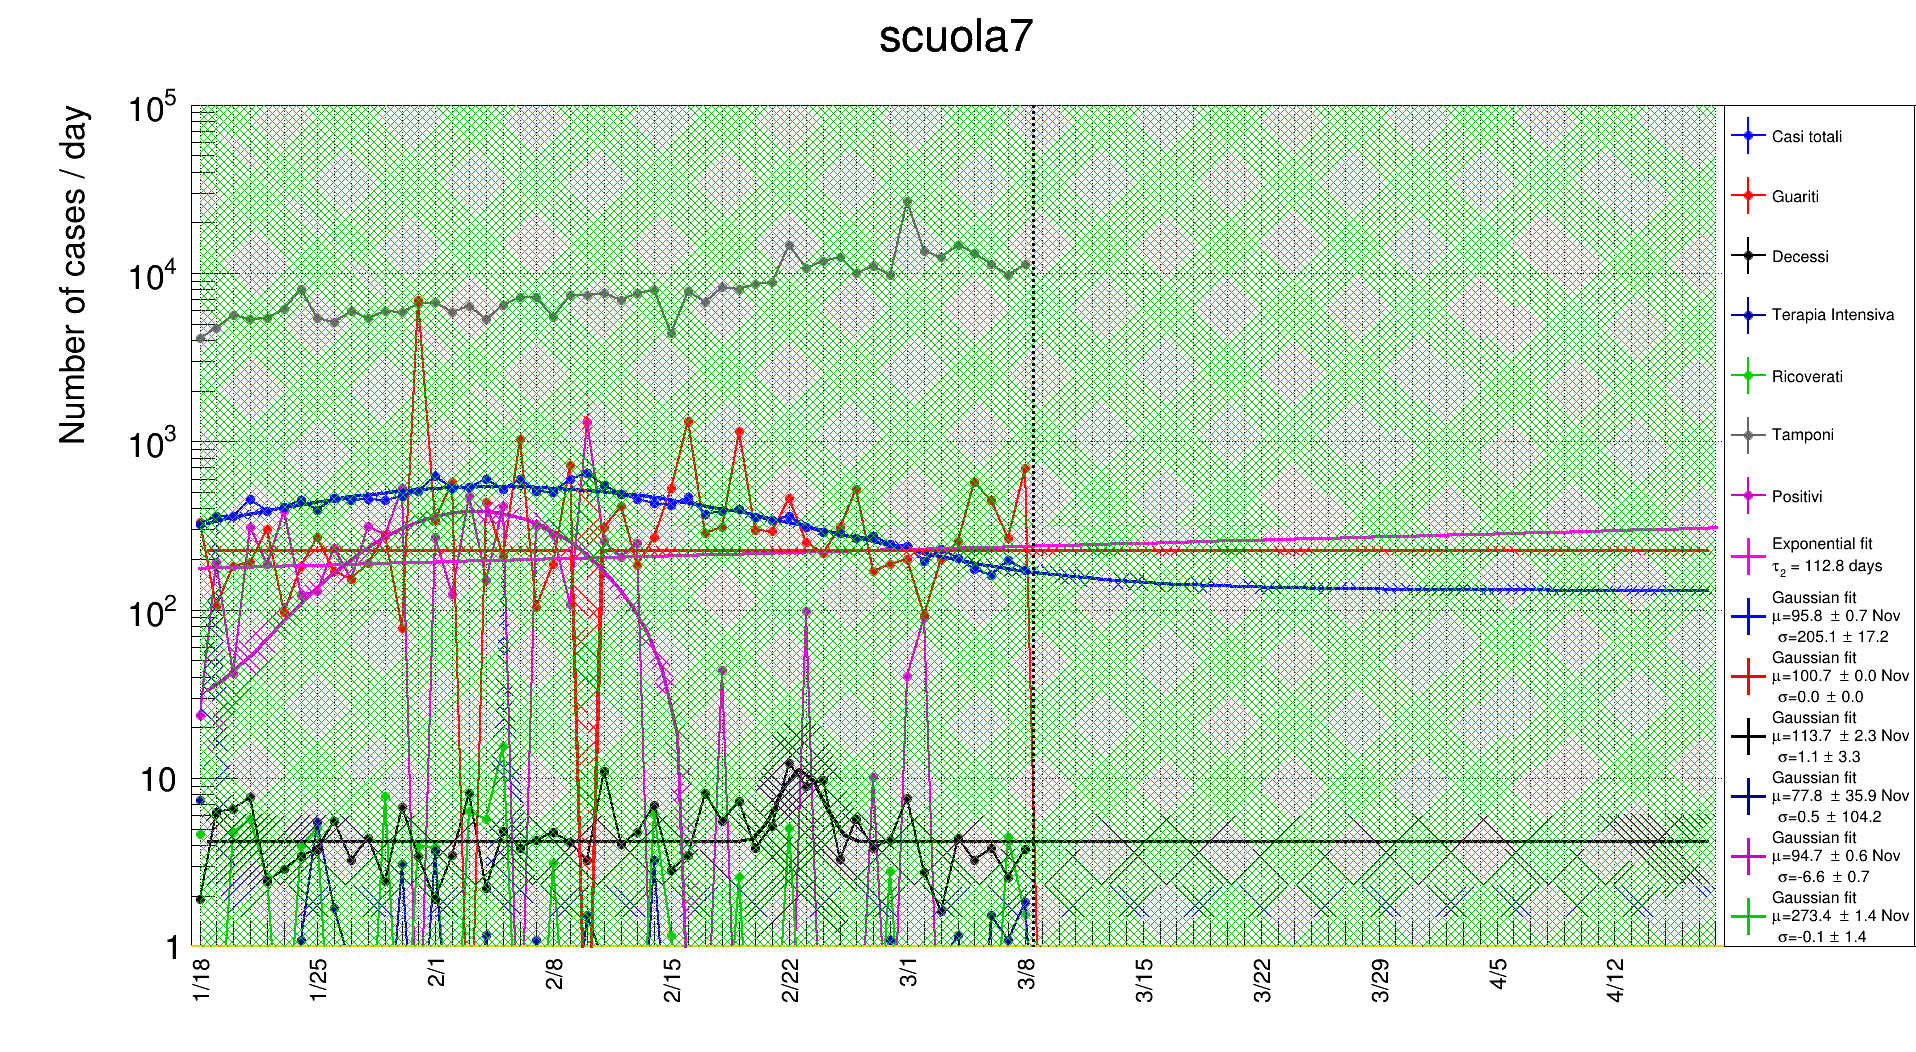 scuola7
Number of cases / day
10^5
10^4
10^3
10^2
10
1
1/18
1/25
2/1
2/8
2/15
2/22
3/1
3/8
3/15
3/22
3/29
4/5
4/12
Casi totali
Guariti
Decessi
Terapia Intensiva
Ricoverati
Tamponi
Positivi
Exponential fit
τ2 = 112.8 days
Gaussian fit
μ=95.8 ± 0.7 Nov
σ=205.1 ± 17.2
Gaussian fit
μ=100.7 ± 0.0 Nov
σ=0.0 ± 0.0
Gaussian fit
μ=113.7 ± 2.3 Nov
σ=1.1 ± 3.3
Gaussian fit
μ=77.8 ± 35.9 Nov
σ=0.5 ± 104.2
Gaussian fit
μ=94.7 ± 0.6 Nov
σ=-6.6 ± 0.7
Gaussian fit
μ=273.4 ± 1.4 Nov
σ=-0.1 ± 1.4